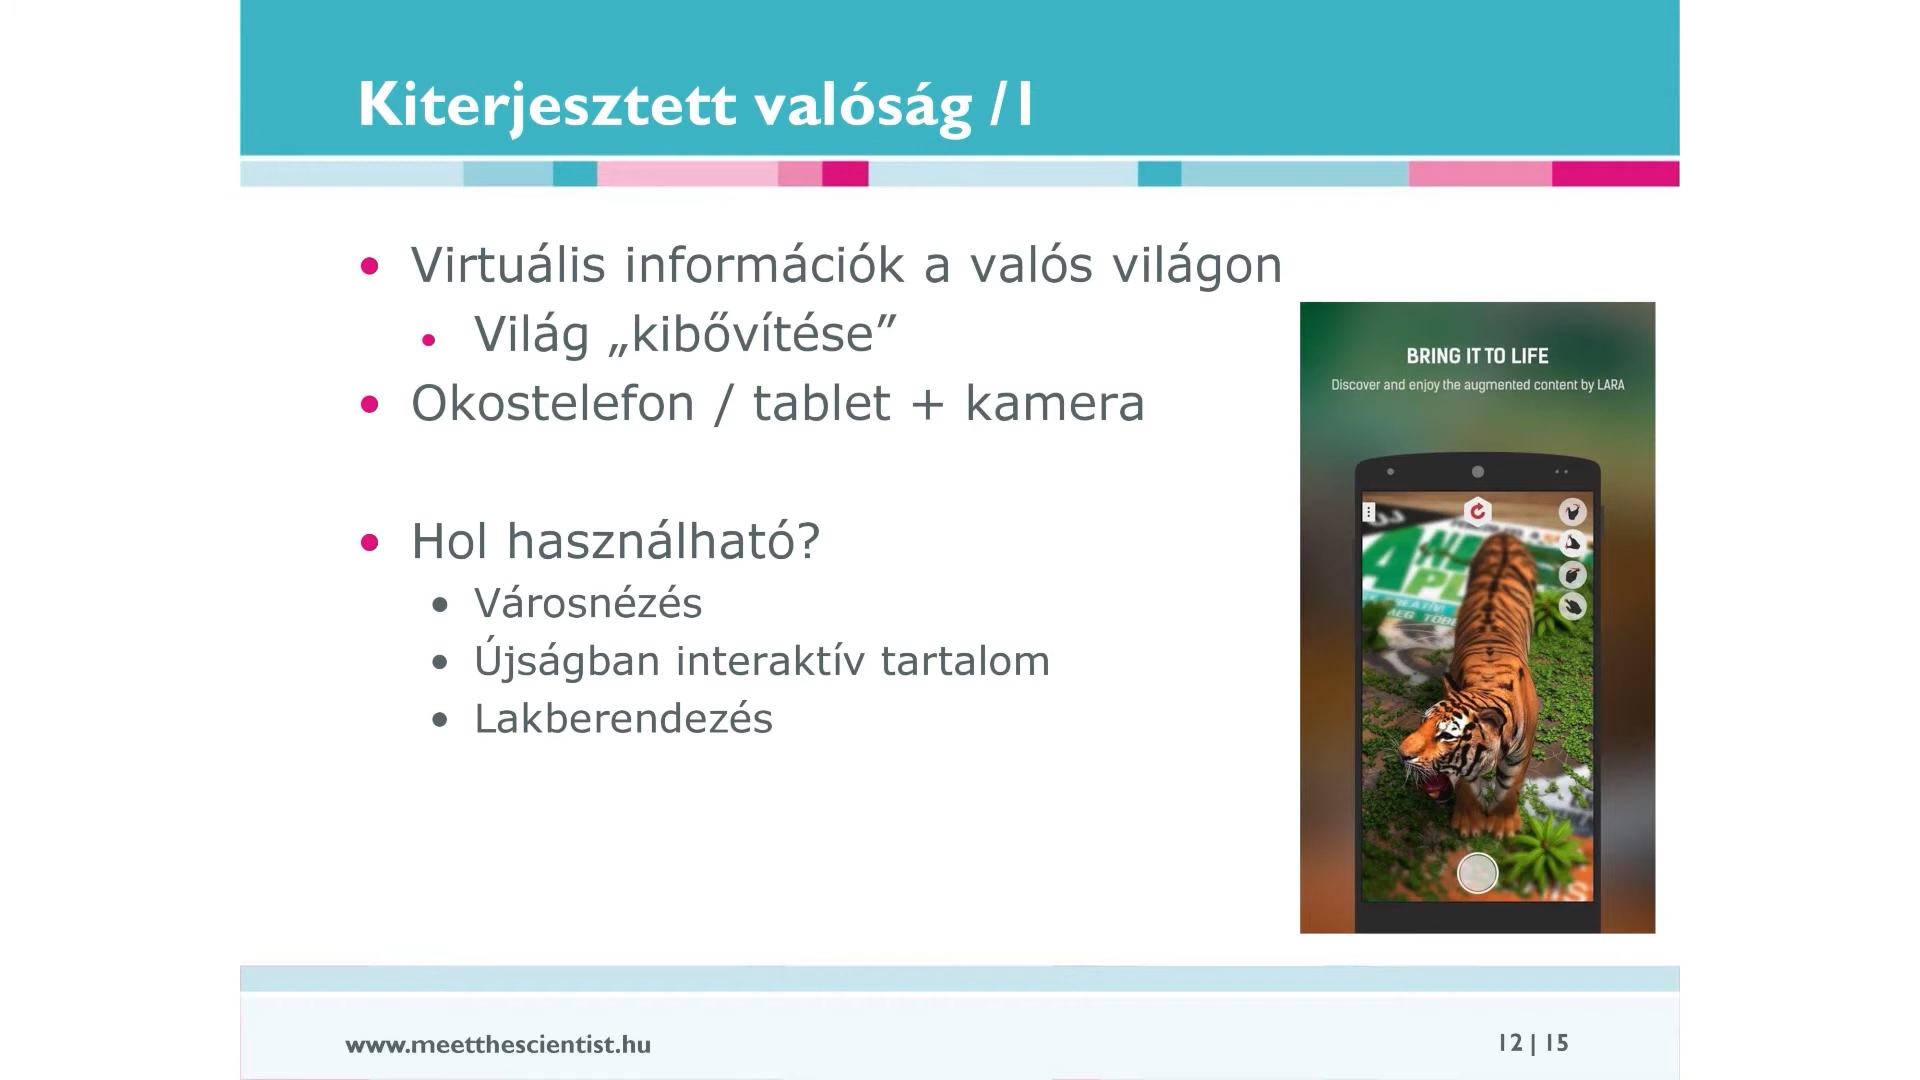 Kiterjesztett valóság /1
Virtuális információk a valós világon
Világ „kibővítése”
Okostelefon / tablet + kamera
Hol használható?
Városnézés
Újságban interaktív tartalom
Lakberendezés
BRING IT TO LIFE
Discover and enjoy the augmented content by LARA
www.meetthescientist.hu
12 | 15